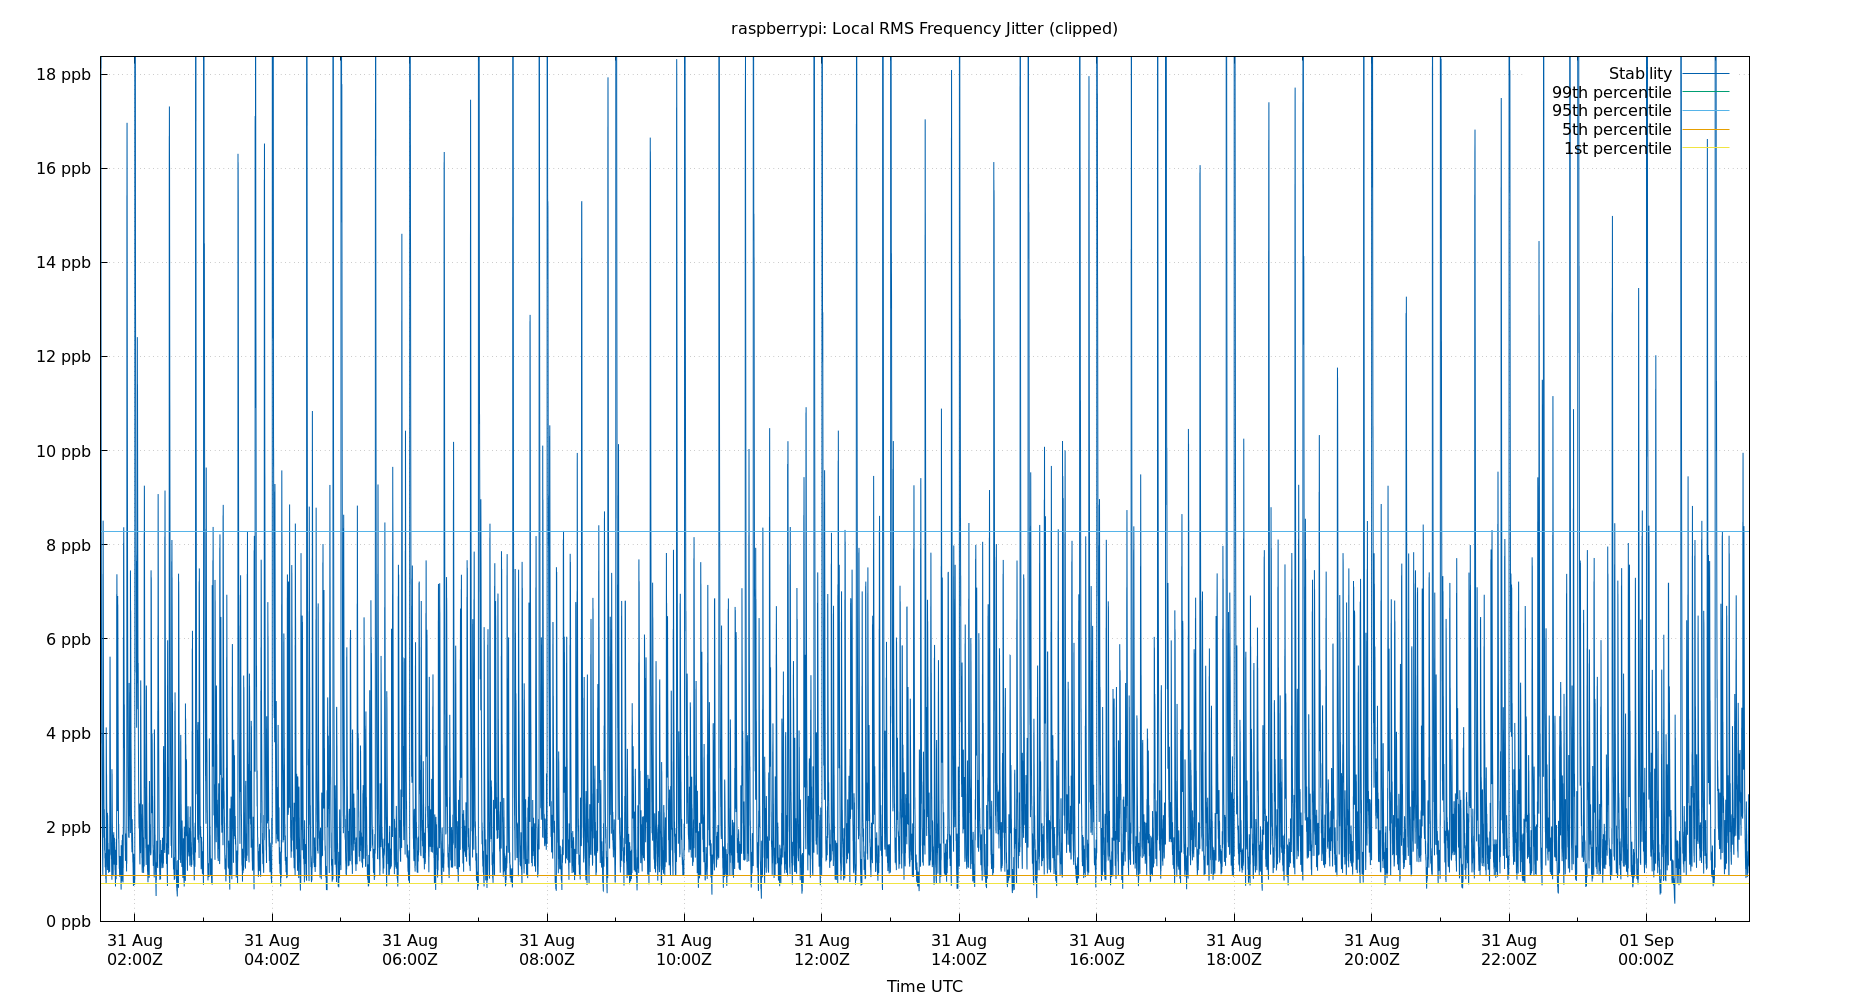 raspberrypi: Local RMS Frequency Jitter (clipped)
18 ppb
16 ppb
14 ppb
12 ppb
10 ppb
8 ppb
6 ppb
4 ppb
2 ppb
0 ppb
Stability
99th percentile
95th percentile
5th percentile
1st percentile
31 Aug 31 Aug 31 Aug 31 Aug 31 Aug 31 Aug 31 Aug 31 Aug 31 Aug 31 Aug 31 Aug 01 Sep
02:00Z 04:00Z 06:00Z 08:00Z 10:00Z 12:00Z 14:00Z 16:00Z 18:00Z 20:00Z 22:00Z 00:00Z
Time UTC